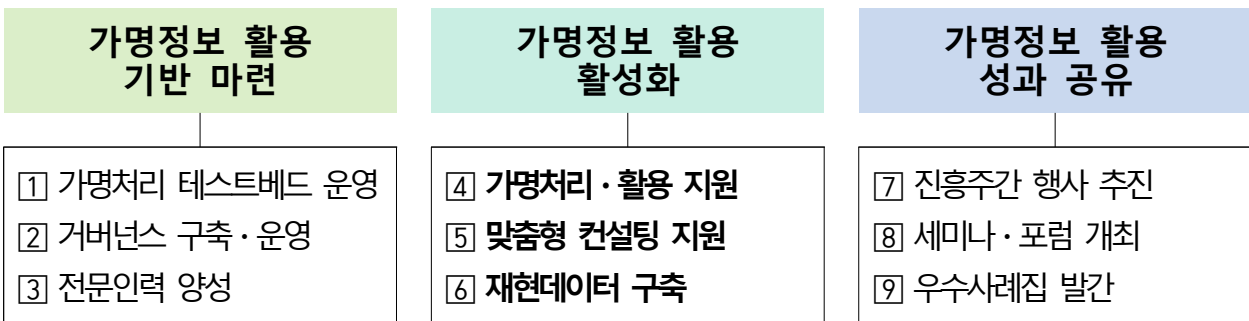 가명정보 활용
기반 마련
1 가명처리 테스트베드 운영
2 거버넌스 구축·운영
3 전문인력 양성
가명정보 활용
활성화
4 가명처리·활용 지원
5 맞춤형 컨설팅 지원
6 재현데이터 구축
가명정보 활용
성과 공유
7 진흥주간 행사 추진
8 세미나·포럼 개최
9 우수사례집 발간